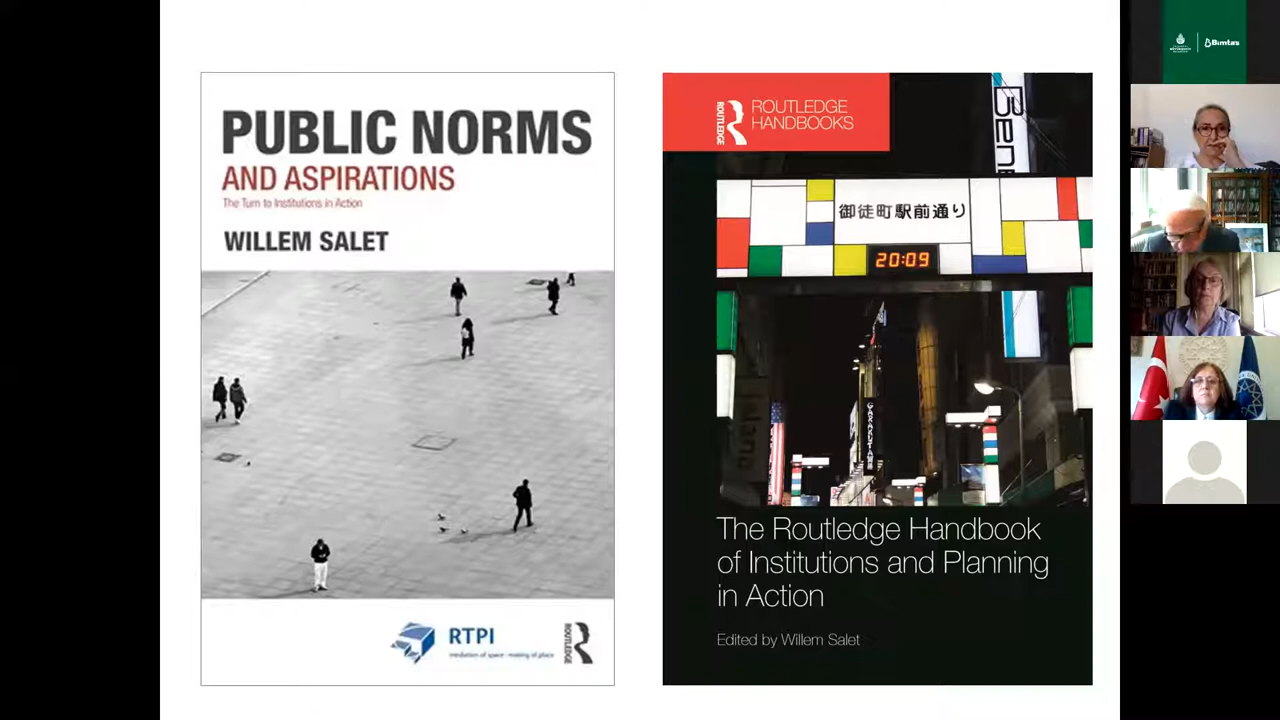 PUBLIC NORMS
AND ASPIRATIONS
The Turn to Institutions in Action
WILLEM SALET
RTPI
mediation of space · making of place
ROUTLEDGE
ROUTLEDGE
ROUTLEDGE
HANDBOOKS
御徒町駅前通り
20:09
The Routledge Handbook
of Institutions and Planning
in Action
Edited by Willem Salet
Bimtaş